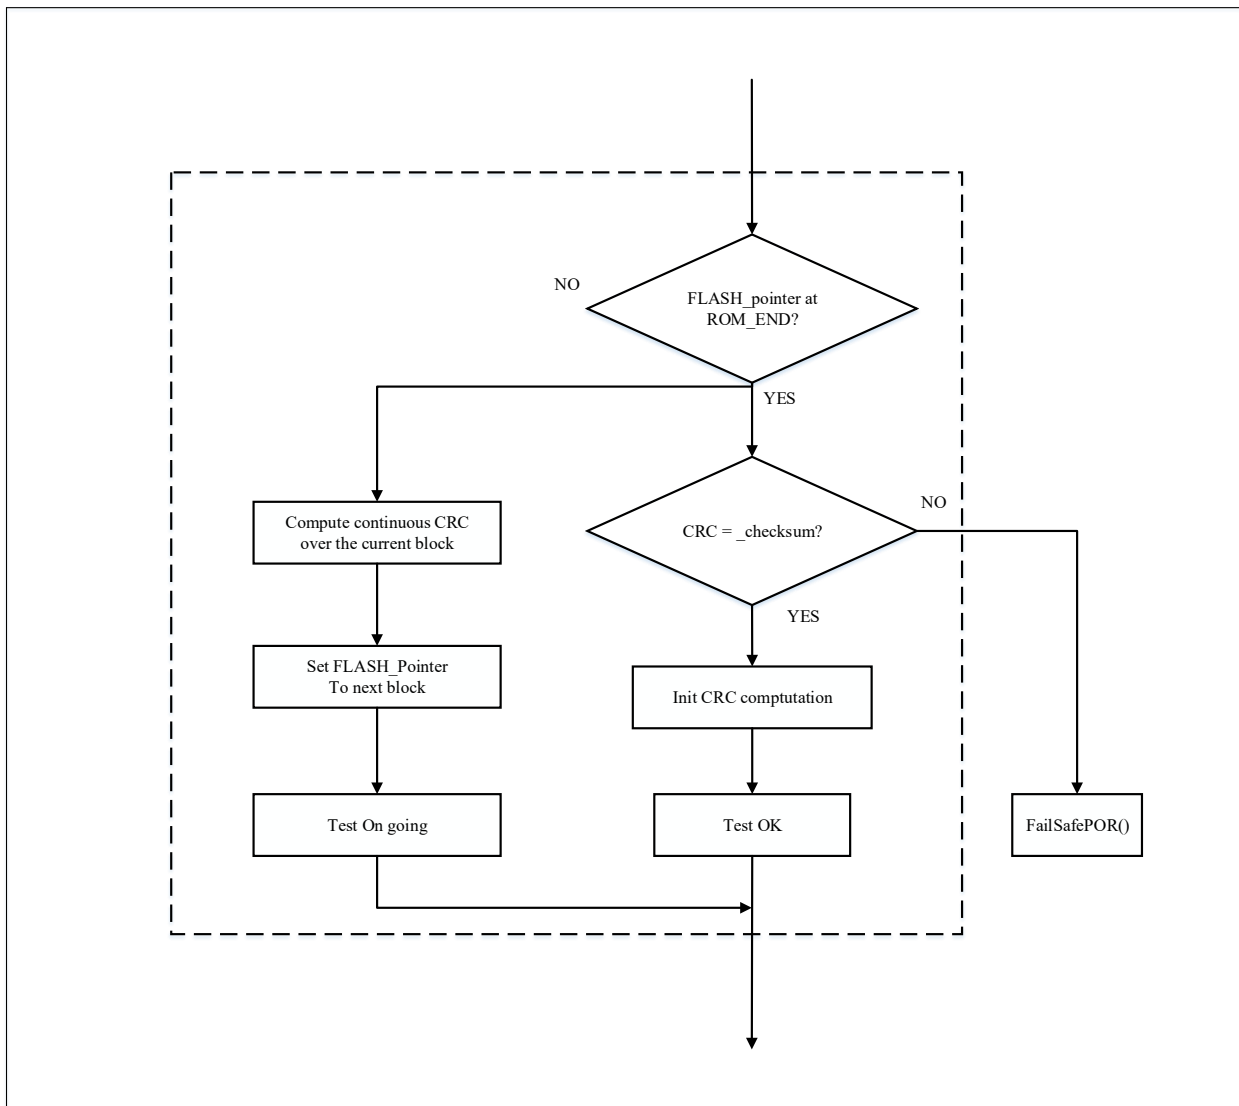 NO
FLASH_pointer at
ROM_END?
YES
Compute continuous CRC
over the current block
CRC = _checksum?
NO
YES
Set FLASH_Pointer
To next block
Init CRC comptutation
Test On going
Test OK
FailSafePOR()